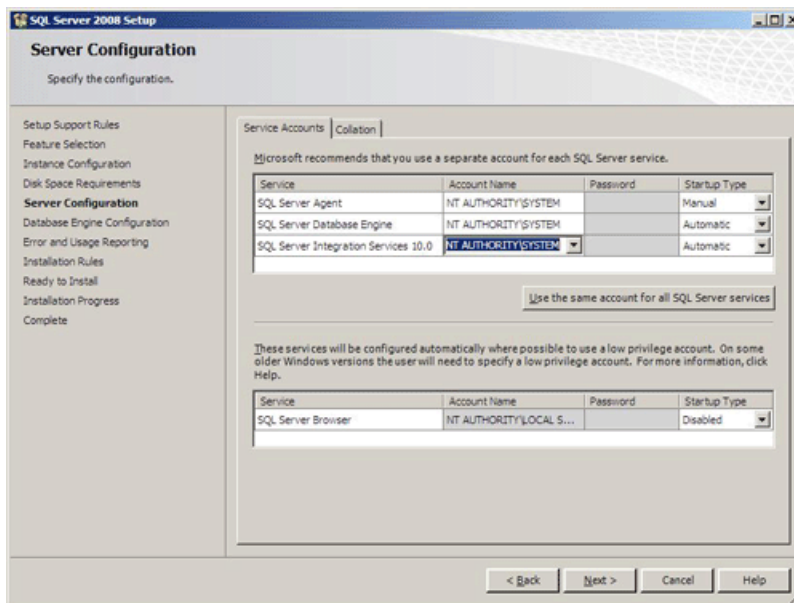 SQL Server 2008 Setup
Server Configuration
Specify the configuration.
Setup Support Rules
Feature Selection
Instance Configuration
Disk Space Requirements
Server Configuration
Database Engine Configuration
Error and Usage Reporting
Installation Rules
Ready to Install
Installation Progress
Complete
Service Accounts Collation
Microsoft recommends that you use a separate account for each SQL Server service.
Service Account Name Password Startup Type
SQL Server Agent NT AUTHORITY\SYSTEM Manual
SQL Server Database Engine NT AUTHORITY\SYSTEM Automatic
SQL Server Integration Services 10.0 NT AUTHORITY\SYSTEM Automatic
Use the same account for all SQL Server services
These services will be configured automatically where possible to use a low privilege account. On some
older Windows versions the user will need to specify a low privilege account. For more information, click
Help.
Service Account Name Password Startup Type
SQL Server Browser NT AUTHORITY\LOCAL S... Disabled
< Back Next > Cancel Help